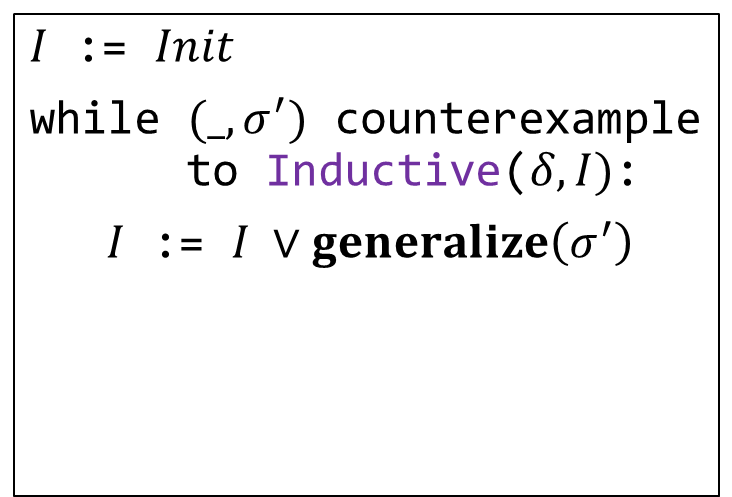 I := Init
while (_, σ′) counterexample
to Inductive(δ, I):
I := I ∨ generalize(σ′)